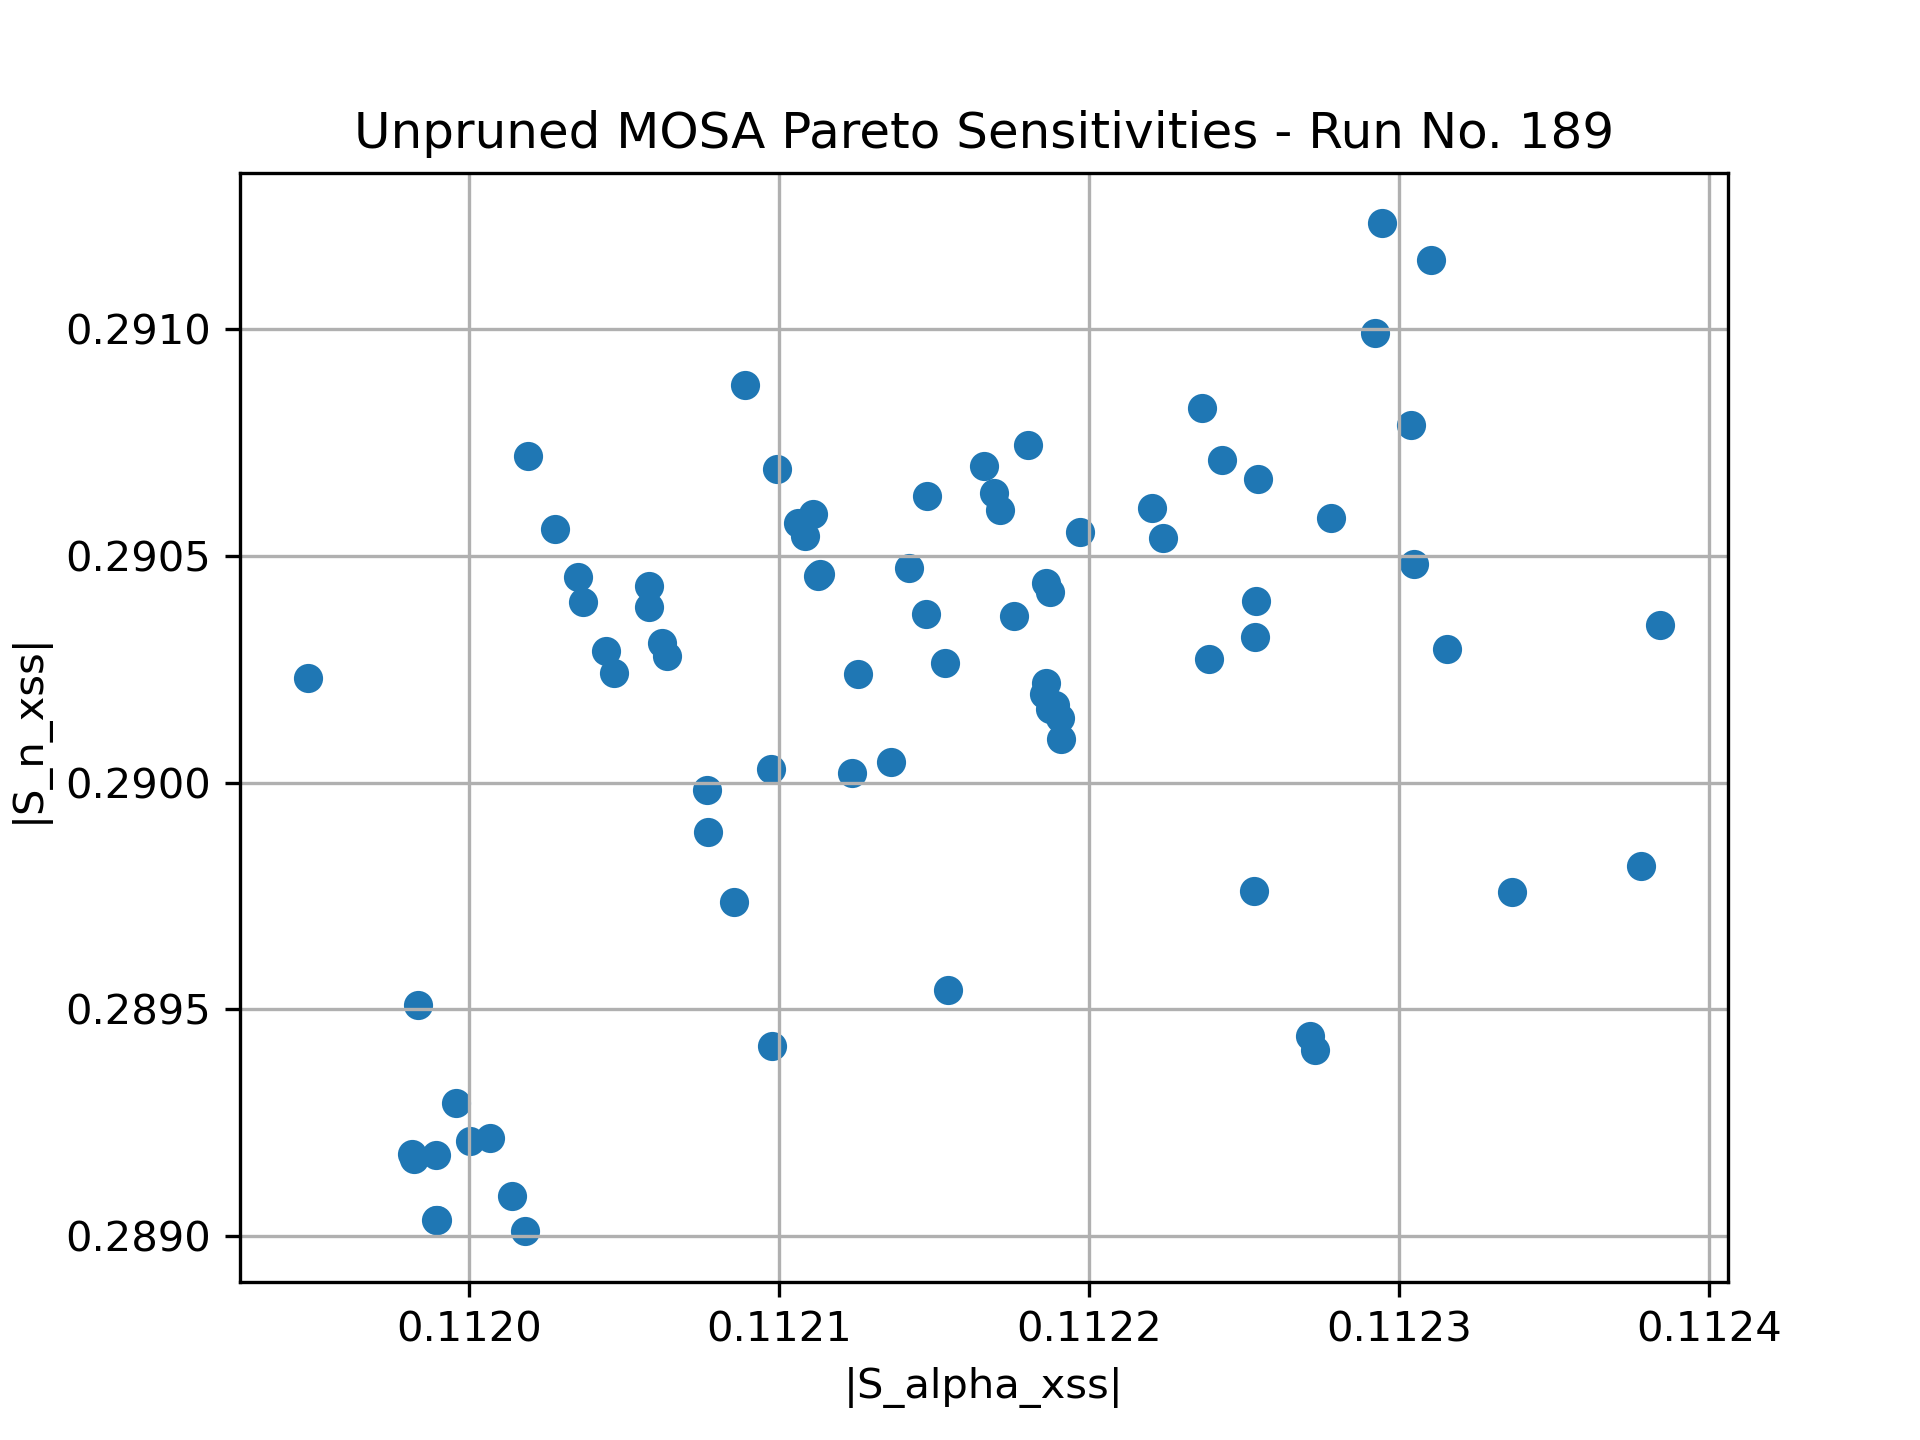 Unpruned MOSA Pareto Sensitivities - Run No. 189
|S_n_xss|
0.2910
0.2905
0.2900
0.2895
0.2890
0.1120 0.1121 0.1122 0.1123 0.1124
|S_alpha_xss|